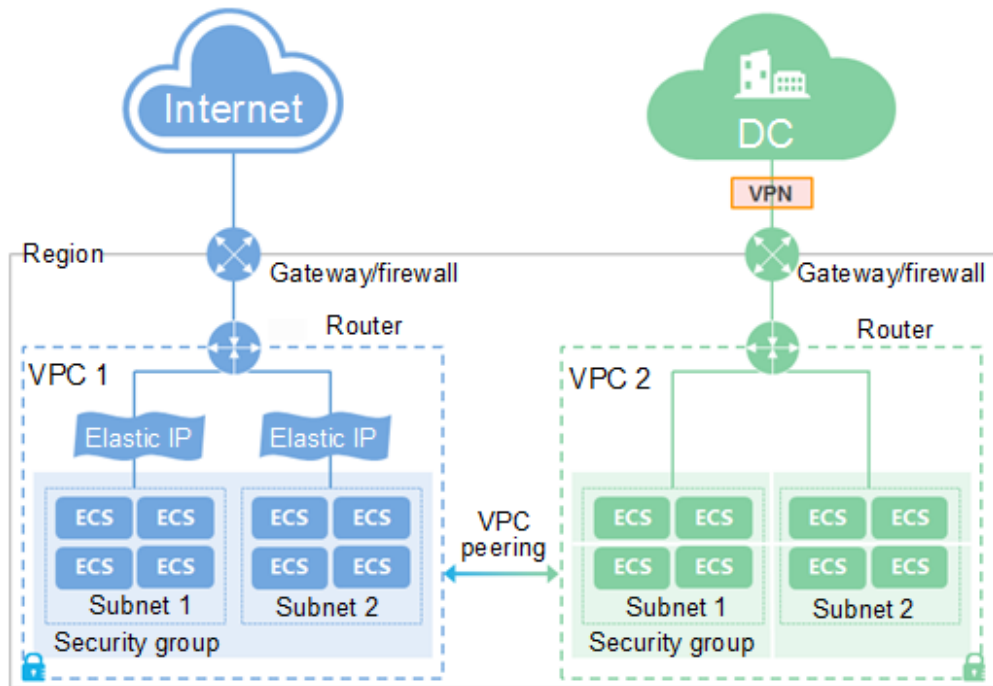 Internet
DC
VPN
Region
Gateway/firewall
Gateway/firewall
Router
Router
VPC 1
VPC 2
Elastic IP
Elastic IP
ECS ECS
ECS ECS
ECS ECS
ECS ECS
Subnet 1
Subnet 2
Security group
VPC
peering
ECS ECS
ECS ECS
ECS ECS
ECS ECS
Subnet 1
Subnet 2
Security group